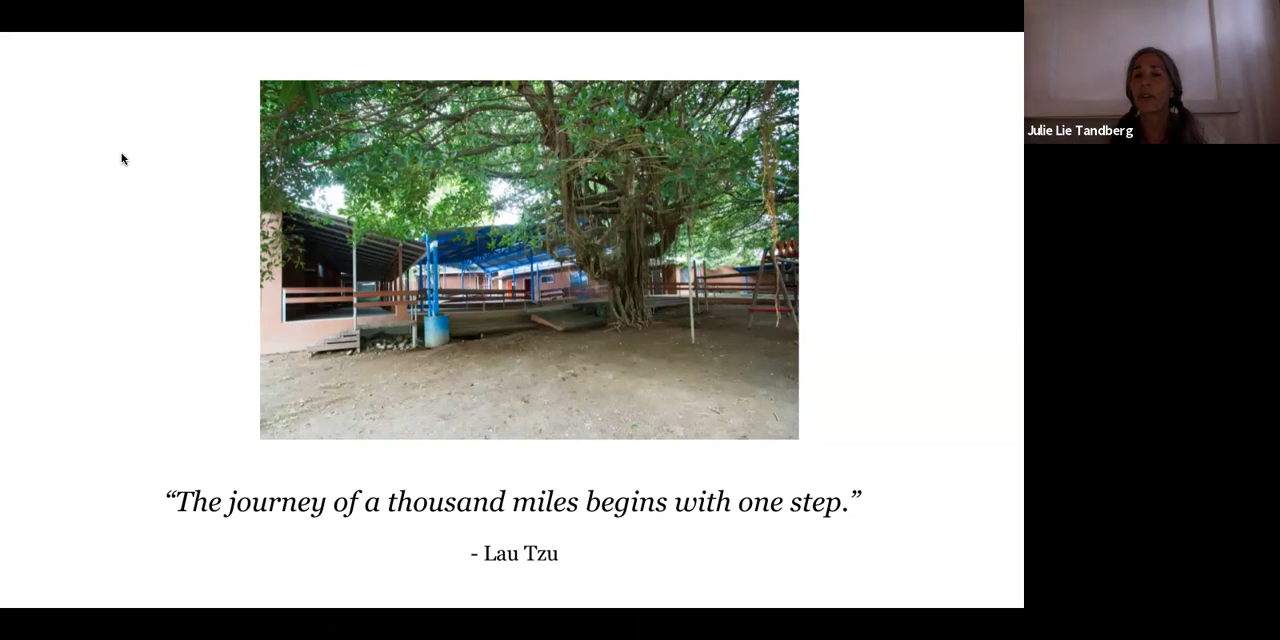 Julie Lie Tandberg
“The journey of a thousand miles begins with one step.”
- Lau Tzu